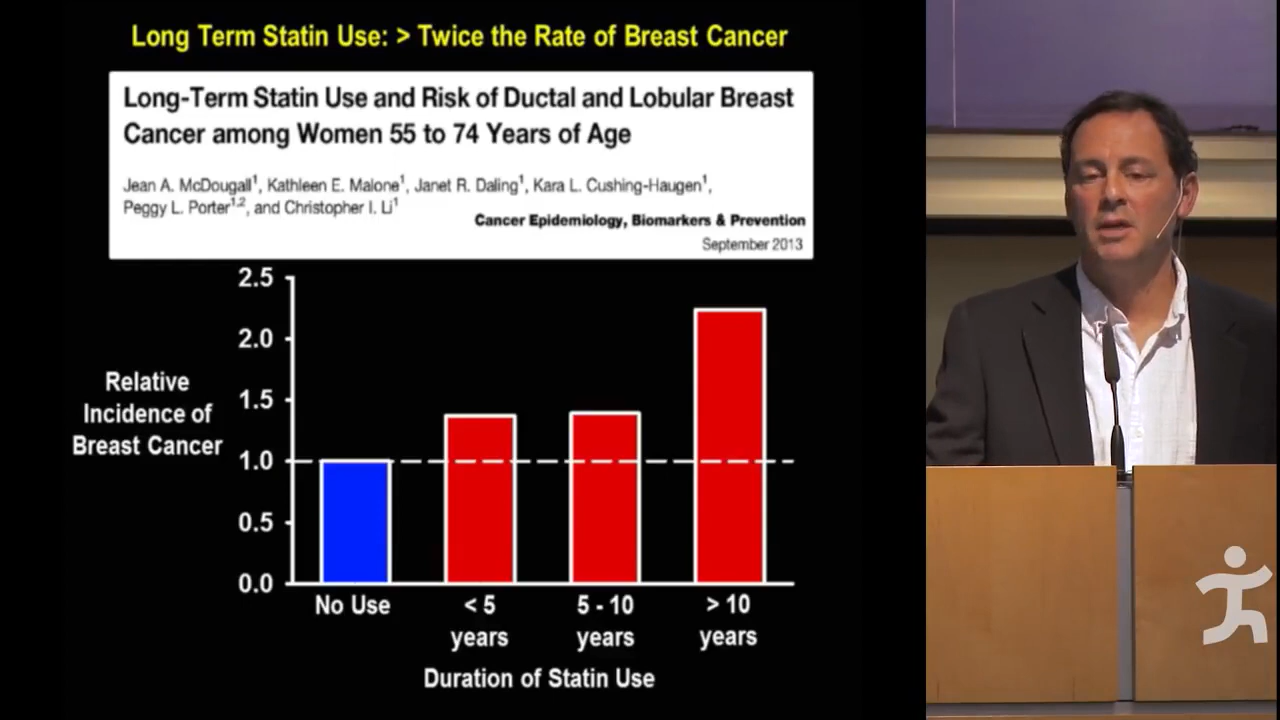 Long Term Statin Use: > Twice the Rate of Breast Cancer
Long-Term Statin Use and Risk of Ductal and Lobular Breast
Cancer among Women 55 to 74 Years of Age
Jean A. McDougall¹, Kathleen E. Malone¹, Janet R. Daling¹, Kara L. Cushing-Haugen¹,
Peggy L. Porter¹,², and Christopher I. Li¹
Cancer Epidemiology, Biomarkers & Prevention
September 2013
2.5
2.0
1.5
1.0
0.5
0.0
Relative
Incidence of
Breast Cancer
No Use
< 5
years
5 - 10
years
> 10
years
Duration of Statin Use